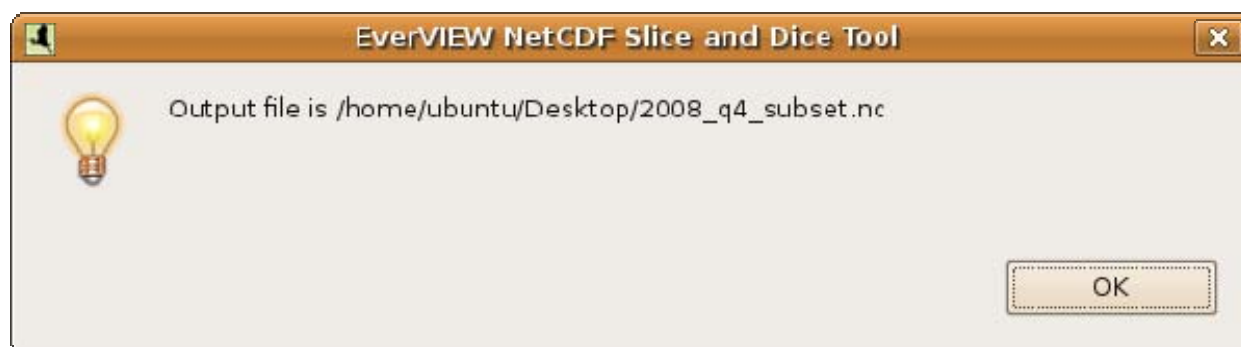 EverVIEW NetCDF Slice and Dice Tool
Output file is /home/ubuntu/Desktop/2008_q4_subset.nc
OK